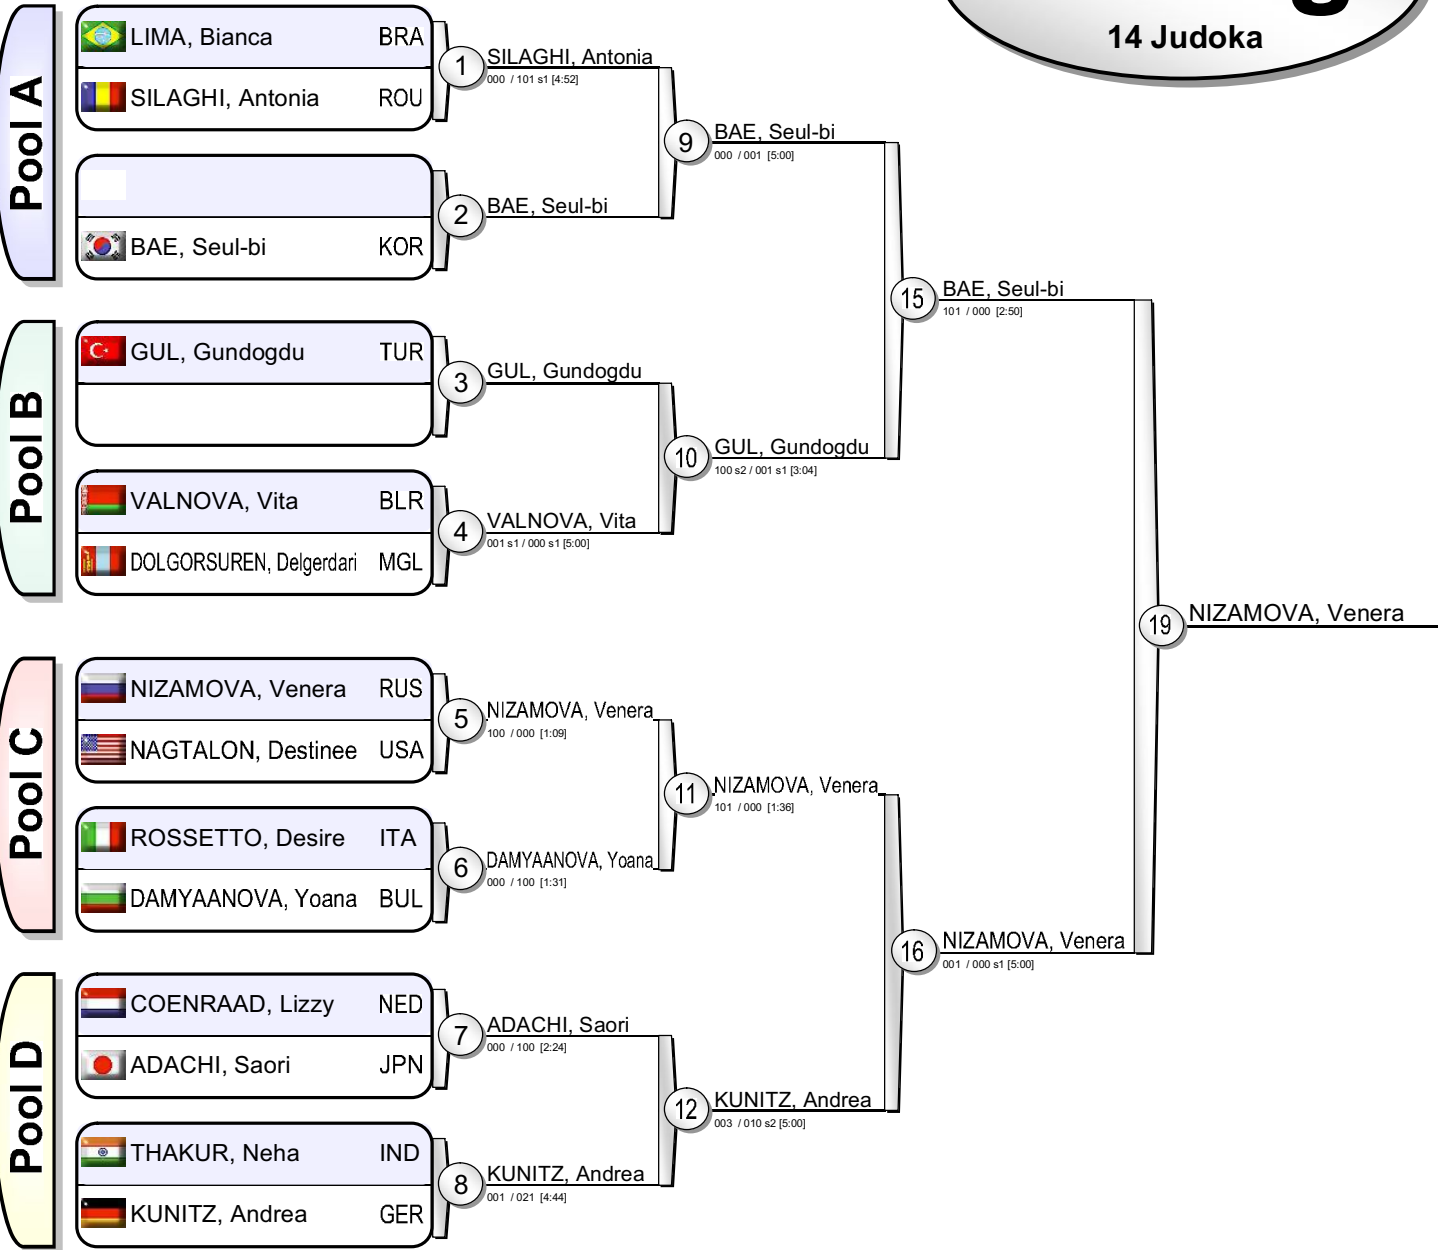 14 Judoka
Pool A
LIMA, Bianca BRA
SILAGHI, Antonia ROU
1
SILAGHI, Antonia
000 / 101 s1 [4:52]
BAE, Seul-bi KOR
2
BAE, Seul-bi
9
BAE, Seul-bi
000 / 001 [5:00]
Pool B
GUL, Gundogdu TUR
3
GUL, Gundogdu
VALNOVA, Vita BLR
DOLGORSUREN, Delgerdari MGL
4
VALNOVA, Vita
001 s1 / 000 s1 [5:00]
10
GUL, Gundogdu
100 s2 / 001 s1 [3:04]
15
BAE, Seul-bi
101 / 000 [2:50]
Pool C
NIZAMOVA, Venera RUS
NAGTALON, Destinee USA
5
NIZAMOVA, Venera
100 / 000 [1:09]
ROSSETTO, Desire ITA
DAMYAANOVA, Yoana BUL
6
DAMYAANOVA, Yoana
000 / 100 [1:31]
11
NIZAMOVA, Venera
101 / 000 [1:36]
Pool D
COENRAAD, Lizzy NED
ADACHI, Saori JPN
7
ADACHI, Saori
000 / 100 [2:24]
THAKUR, Neha IND
KUNITZ, Andrea GER
8
KUNITZ, Andrea
001 / 021 [4:44]
12
KUNITZ, Andrea
003 / 010 s2 [5:00]
16
NIZAMOVA, Venera
001 / 000 s1 [5:00]
19
NIZAMOVA, Venera